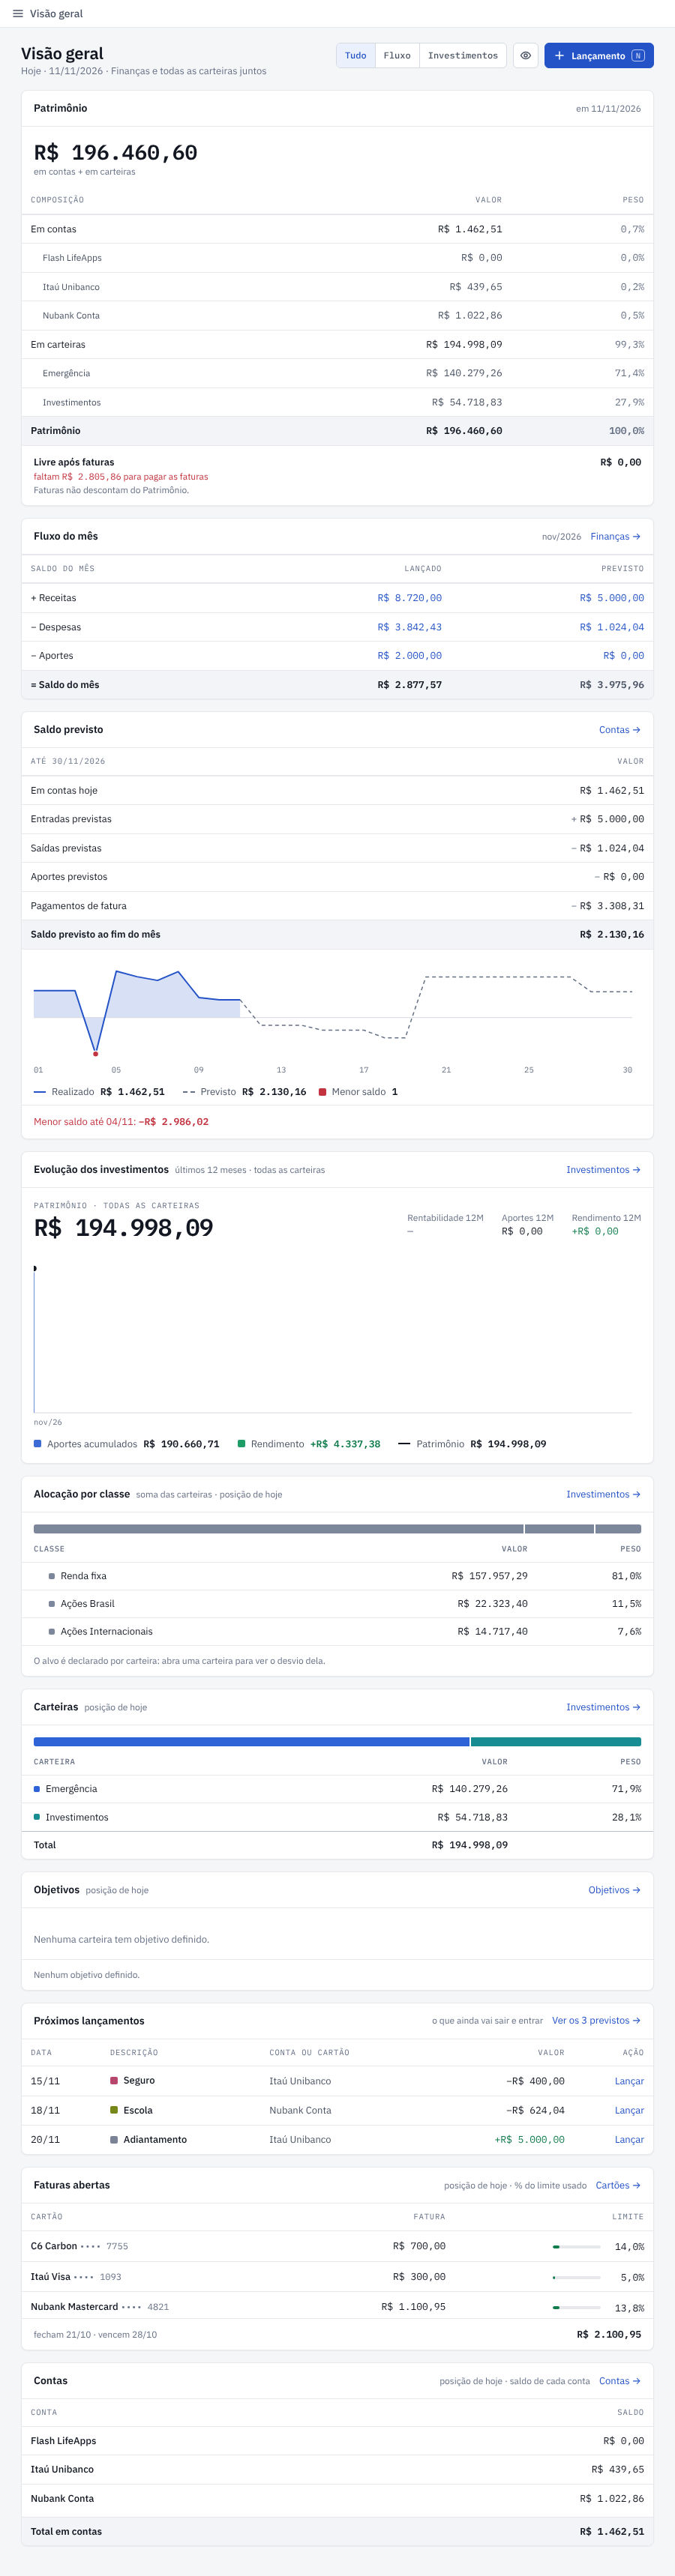 Visão geral
Visão geral
Hoje · 11/11/2026 · Finanças e todas as carteiras juntos
Tudo Fluxo Investimentos
+ Lançamento N
Patrimônio em 11/11/2026
R$ 196.460,60
em contas + em carteiras
COMPOSIÇÃO VALOR PESO
Em contas R$ 1.462,51 0,7%
Flash LifeApps R$ 0,00 0,0%
Itaú Unibanco R$ 439,65 0,2%
Nubank Conta R$ 1.022,86 0,5%
Em carteiras R$ 194.998,09 99,3%
Emergência R$ 140.279,26 71,4%
Investimentos R$ 54.718,83 27,9%
Patrimônio R$ 196.460,60 100,0%
Livre após faturas R$ 0,00
faltam R$ 2.805,86 para pagar as faturas
Faturas não descontam do Patrimônio.
Fluxo do mês nov/2026 Finanças →
SALDO DO MÊS LANÇADO PREVISTO
+ Receitas R$ 8.720,00 R$ 5.000,00
− Despesas R$ 3.842,43 R$ 1.024,04
− Aportes R$ 2.000,00 R$ 0,00
= Saldo do mês R$ 2.877,57 R$ 3.975,96
Saldo previsto Contas →
ATÉ 30/11/2026 VALOR
Em contas hoje R$ 1.462,51
Entradas previstas + R$ 5.000,00
Saídas previstas − R$ 1.024,04
Aportes previstos − R$ 0,00
Pagamentos de fatura − R$ 3.308,31
Saldo previsto ao fim do mês R$ 2.130,16
01 05 09 13 17 21 25 30
Realizado R$ 1.462,51 Previsto R$ 2.130,16 Menor saldo 1
Menor saldo até 04/11: −R$ 2.986,02
Evolução dos investimentos últimos 12 meses · todas as carteiras Investimentos →
PATRIMÔNIO · TODAS AS CARTEIRAS
R$ 194.998,09
Rentabilidade 12M Aportes 12M Rendimento 12M
— R$ 0,00 +R$ 0,00
nov/26
Aportes acumulados R$ 190.660,71 Rendimento +R$ 4.337,38 Patrimônio R$ 194.998,09
Alocação por classe soma das carteiras · posição de hoje Investimentos →
CLASSE VALOR PESO
Renda fixa R$ 157.957,29 81,0%
Ações Brasil R$ 22.323,40 11,5%
Ações Internacionais R$ 14.717,40 7,6%
O alvo é declarado por carteira: abra uma carteira para ver o desvio dela.
Carteiras posição de hoje Investimentos →
CARTEIRA VALOR PESO
Emergência R$ 140.279,26 71,9%
Investimentos R$ 54.718,83 28,1%
Total R$ 194.998,09
Objetivos posição de hoje Objetivos →
Nenhuma carteira tem objetivo definido.
Nenhum objetivo definido.
Próximos lançamentos o que ainda vai sair e entrar Ver os 3 previstos →
DATA DESCRIÇÃO CONTA OU CARTÃO VALOR AÇÃO
15/11 Seguro Itaú Unibanco −R$ 400,00 Lançar
18/11 Escola Nubank Conta −R$ 624,04 Lançar
20/11 Adiantamento Itaú Unibanco +R$ 5.000,00 Lançar
Faturas abertas posição de hoje · % do limite usado Cartões →
CARTÃO FATURA LIMITE
C6 Carbon •••• 7755 R$ 700,00 14,0%
Itaú Visa •••• 1093 R$ 300,00 5,0%
Nubank Mastercard •••• 4821 R$ 1.100,95 13,8%
fecham 21/10 · vencem 28/10 R$ 2.100,95
Contas posição de hoje · saldo de cada conta Contas →
CONTA SALDO
Flash LifeApps R$ 0,00
Itaú Unibanco R$ 439,65
Nubank Conta R$ 1.022,86
Total em contas R$ 1.462,51